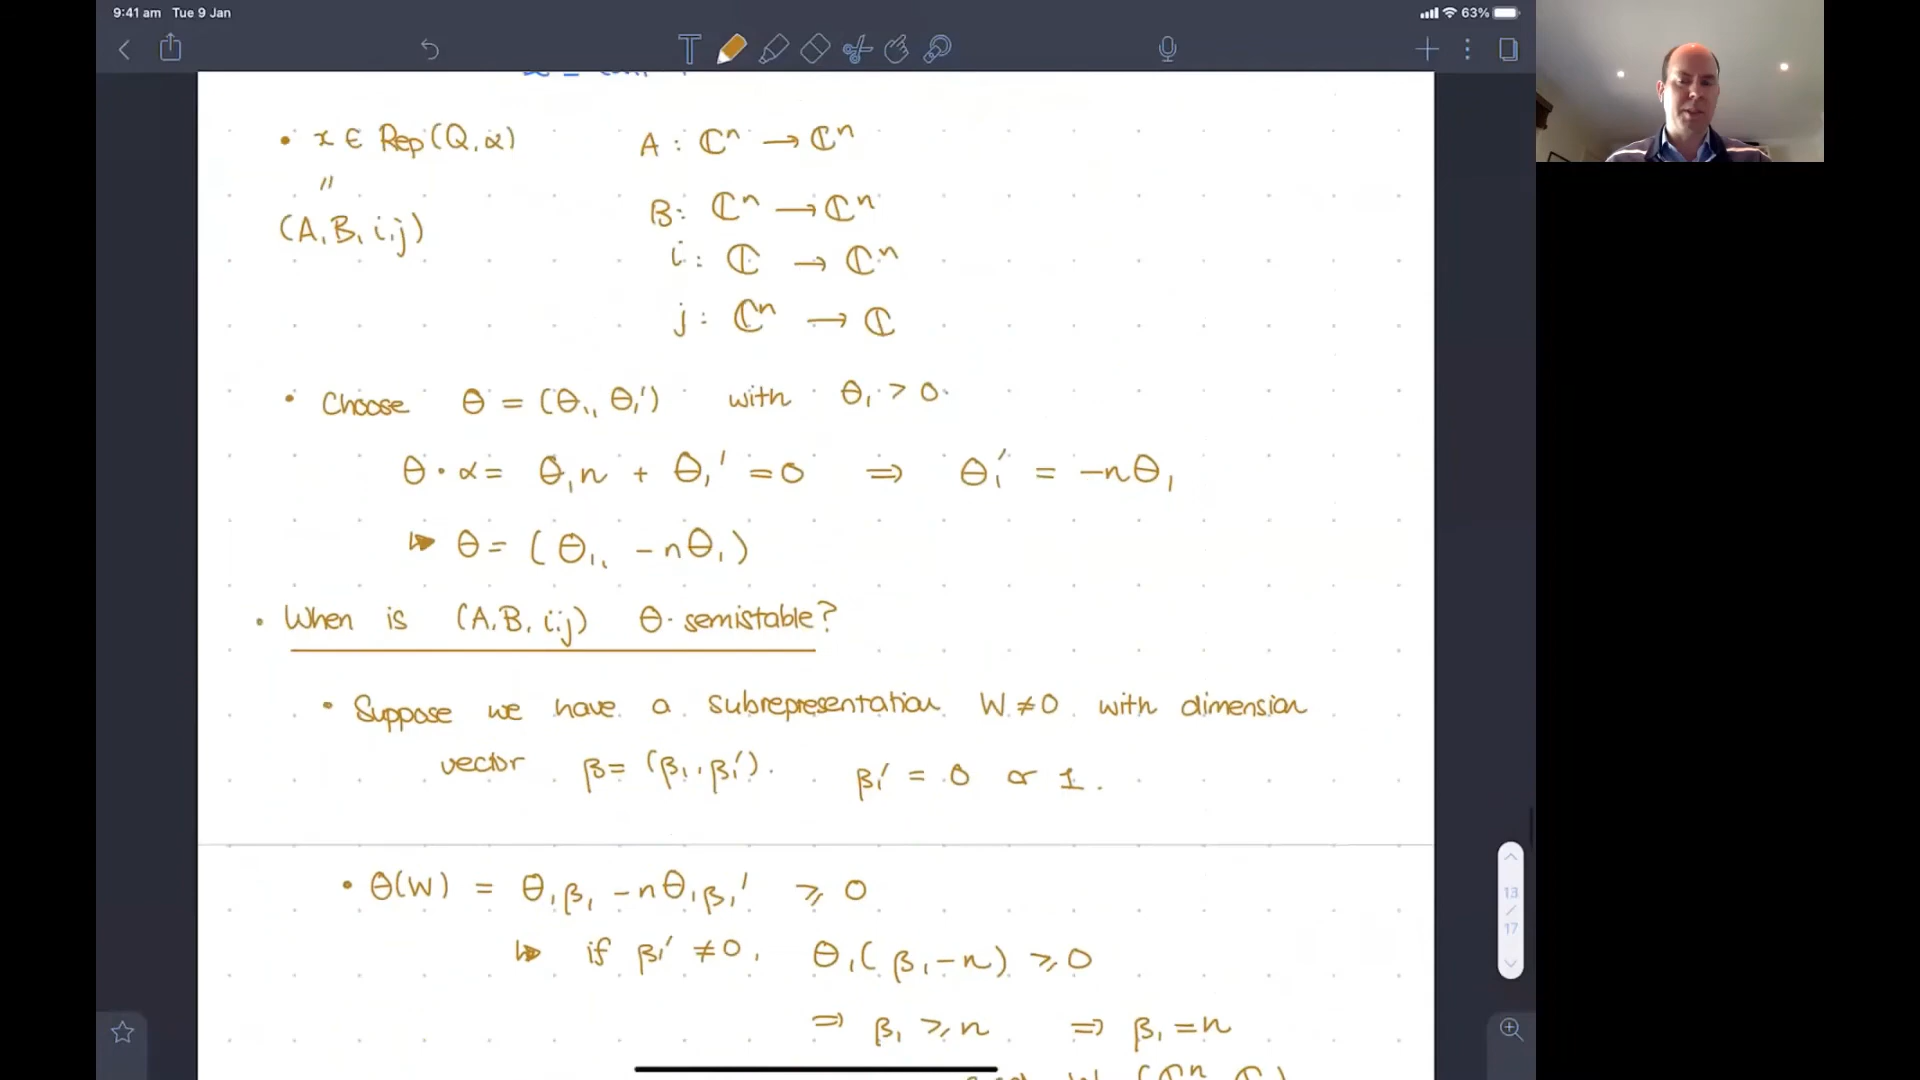 9:41 am Tue 9 Jan
63%
• x ∈ Rep(Q, α) A : ℂⁿ → ℂⁿ
"
(A, B, i, j) B: ℂⁿ → ℂⁿ
i : ℂ → ℂⁿ
j : ℂⁿ → ℂ
• Choose θ = (θ₁, θ₁') with θ₁ > 0.
θ · α = θ₁n + θ₁' = 0 ⇒ θ₁' = -nθ₁
↳ θ = (θ₁, -nθ₁)
• When is (A, B, i, j) θ-semistable?
• Suppose we have a subrepresentation W ≠ 0 with dimension
vector β = (β₁, β₁'). β₁' = 0 or 1.
• θ(W) = θ₁β₁ - nθ₁β₁' ⩾ 0
↳ if β₁' ≠ 0, θ₁(β₁ - n) ⩾ 0
⇒ β₁ ⩾ n ⇒ β₁ = n
13
/
17